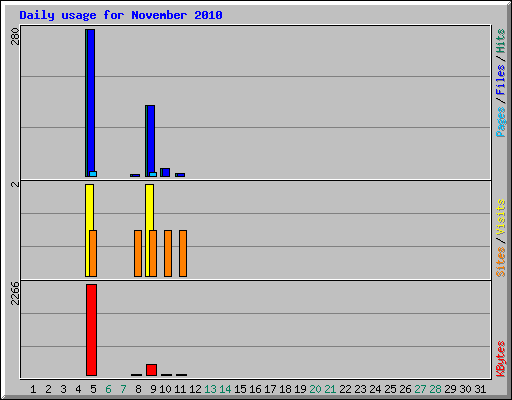 Daily usage for November 2010
280
Pages / Files / Hits
2
Sites / Visits
2266
KBytes
1 2 3 4 5 6 7 8 9 10 11 12 13 14 15 16 17 18 19 20 21 22 23 24 25 26 27 28 29 30 31